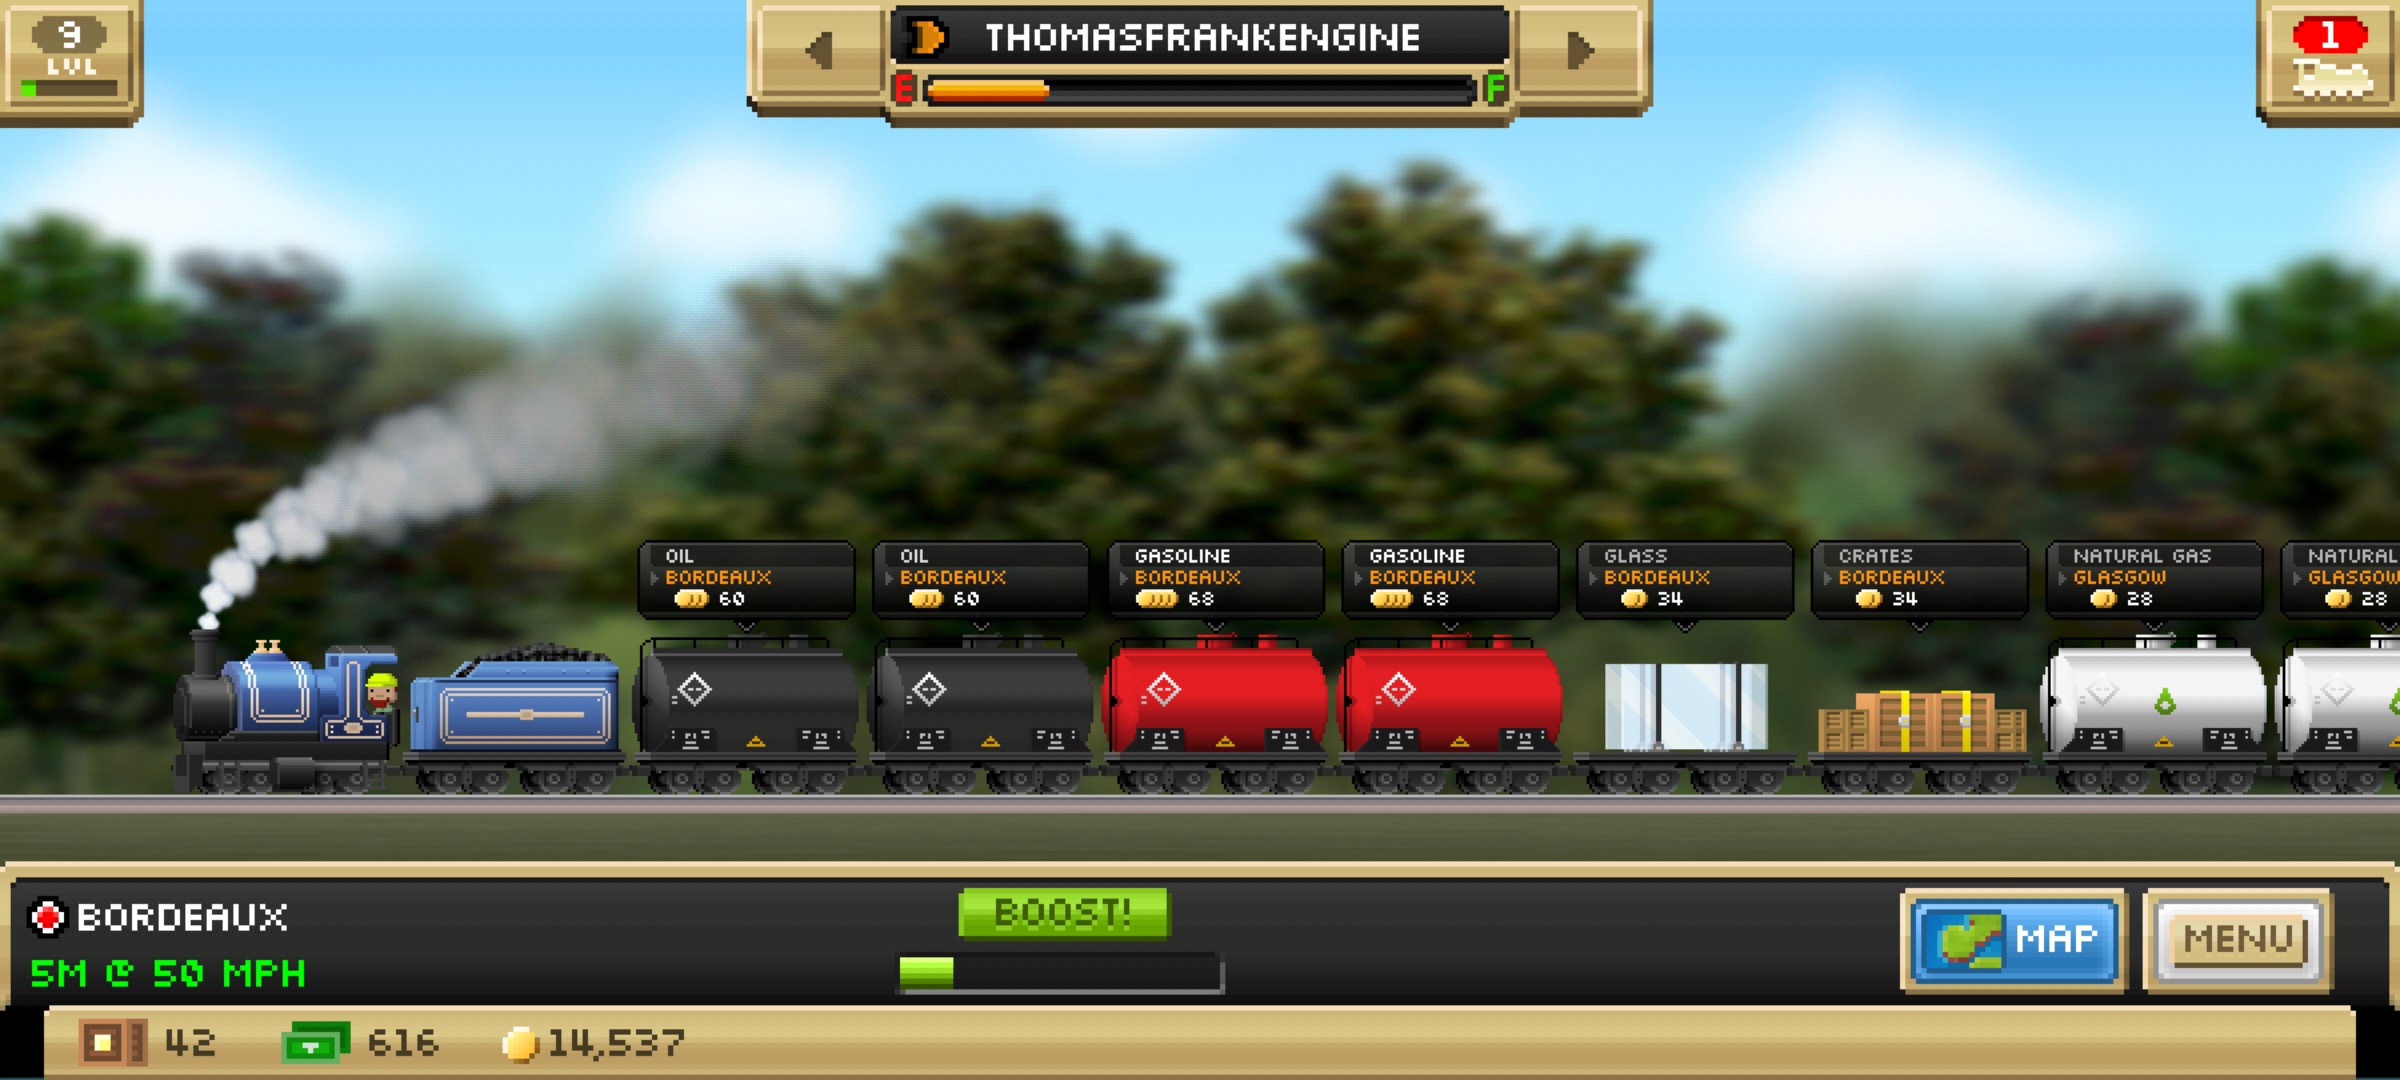 9
LVL
THOMASFRANKENGINE
E
F
1
OIL
BORDEAUX
60
OIL
BORDEAUX
60
GASOLINE
BORDEAUX
68
GASOLINE
BORDEAUX
68
GLASS
BORDEAUX
34
CRATES
BORDEAUX
34
NATURAL GAS
GLASGOW
28
NATURAL
GLASGOW
28
BORDEAUX
5M @ 50 MPH
BOOST!
MAP
MENU
42
616
14,537